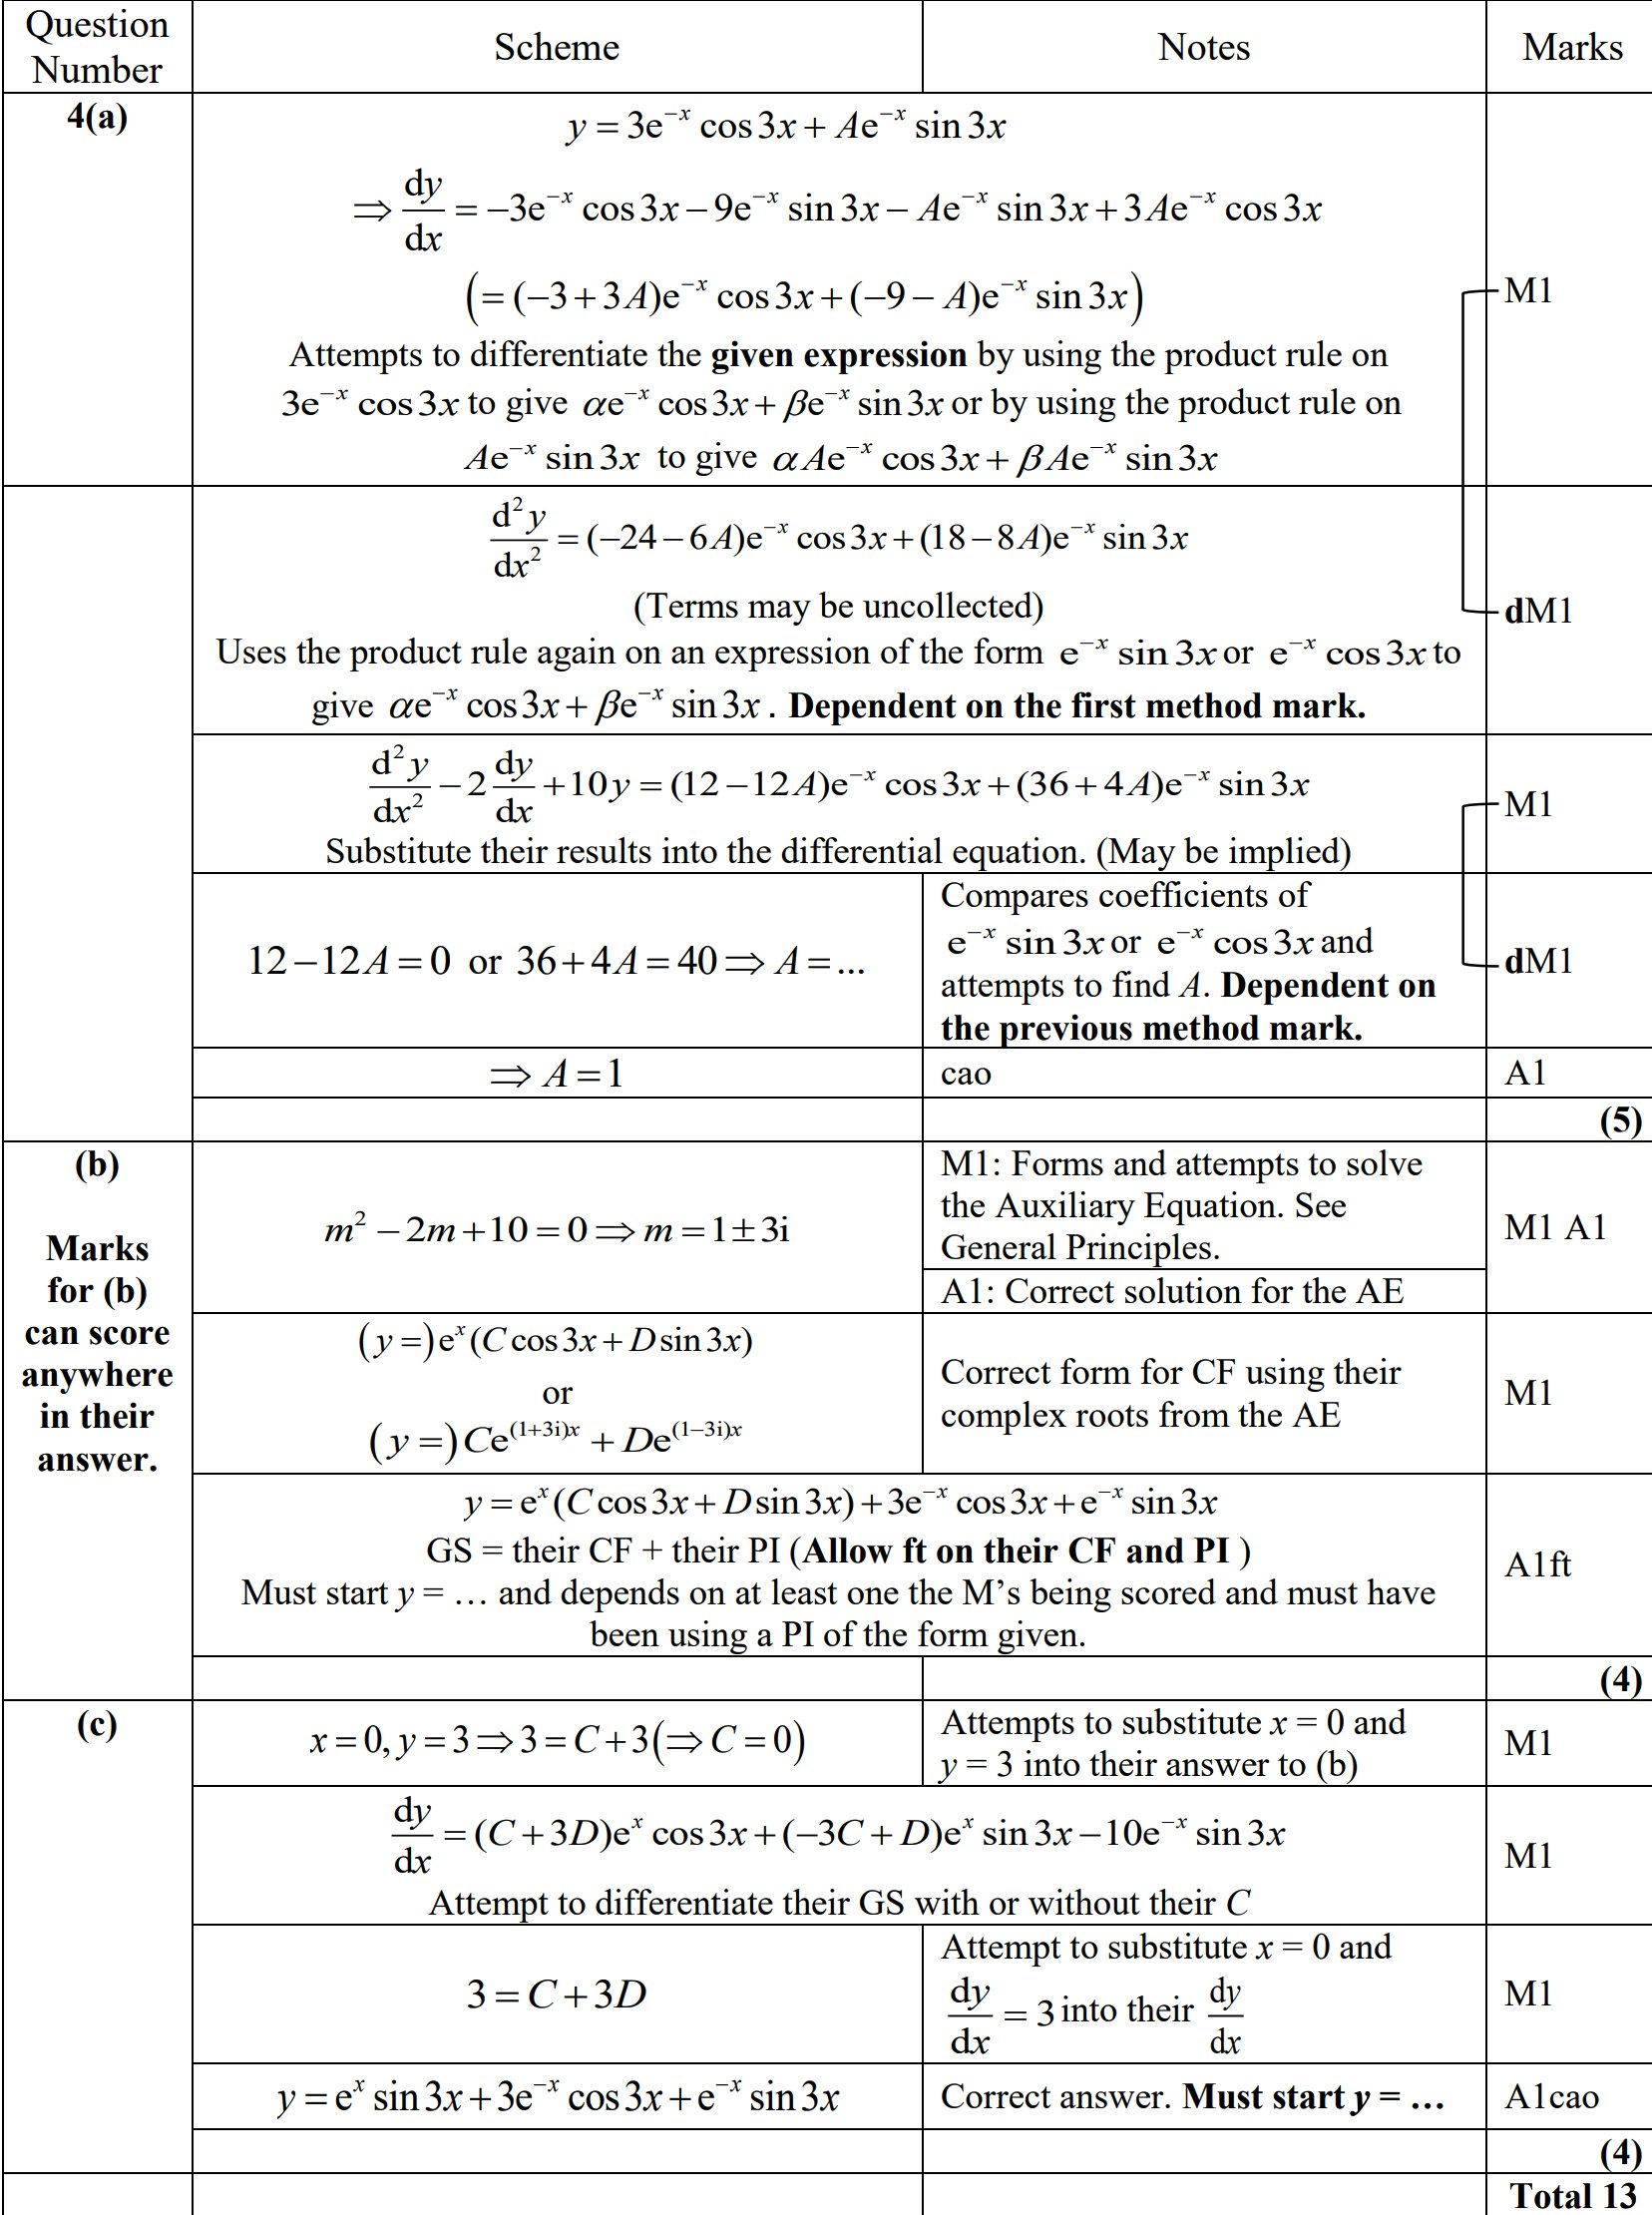 Question Number | Scheme | Notes | Marks
4(a)
y = 3e^{-x} cos 3x + Ae^{-x} sin 3x
⇒ dy/dx = −3e^{-x} cos 3x − 9e^{-x} sin 3x − Ae^{-x} sin 3x + 3Ae^{-x} cos 3x
(= (−3 + 3A)e^{-x} cos 3x + (−9 − A)e^{-x} sin 3x)
M1
Attempts to differentiate the given expression by using the product rule on
3e^{-x} cos 3x to give αe^{-x} cos 3x + βe^{-x} sin 3x or by using the product rule on
Ae^{-x} sin 3x to give αAe^{-x} cos 3x + βAe^{-x} sin 3x
d²y/dx² = (−24 − 6A)e^{-x} cos 3x + (18 − 8A)e^{-x} sin 3x
(Terms may be uncollected)
dM1
Uses the product rule again on an expression of the form e^{-x} sin 3x or e^{-x} cos 3x to
give αe^{-x} cos 3x + βe^{-x} sin 3x . Dependent on the first method mark.
d²y/dx² − 2 dy/dx + 10y = (12 − 12A)e^{-x} cos 3x + (36 + 4A)e^{-x} sin 3x
M1
Substitute their results into the differential equation. (May be implied)
12 − 12A = 0 or 36 + 4A = 40 ⇒ A = ...
Compares coefficients of
e^{-x} sin 3x or e^{-x} cos 3x and
attempts to find A. Dependent on
the previous method mark.
dM1
⇒ A = 1
cao
A1
(5)
(b)
Marks
for (b)
can score
anywhere
in their
answer.
m² − 2m + 10 = 0 ⇒ m = 1 ± 3i
M1: Forms and attempts to solve
the Auxiliary Equation. See
General Principles.
A1: Correct solution for the AE
M1 A1
(y =) e^x (C cos 3x + D sin 3x)
or
(y =) Ce^{(1+3i)x} + De^{(1−3i)x}
Correct form for CF using their
complex roots from the AE
M1
y = e^x (C cos 3x + D sin 3x) + 3e^{-x} cos 3x + e^{-x} sin 3x
GS = their CF + their PI (Allow ft on their CF and PI )
Must start y = … and depends on at least one the M's being scored and must have
been using a PI of the form given.
A1ft
(4)
(c)
x = 0, y = 3 ⇒ 3 = C + 3 (⇒ C = 0)
Attempts to substitute x = 0 and
y = 3 into their answer to (b)
M1
dy/dx = (C + 3D)e^x cos 3x + (−3C + D)e^x sin 3x − 10e^{-x} sin 3x
Attempt to differentiate their GS with or without their C
M1
3 = C + 3D
Attempt to substitute x = 0 and
dy/dx = 3 into their dy/dx
M1
y = e^x sin 3x + 3e^{-x} cos 3x + e^{-x} sin 3x
Correct answer. Must start y = …
A1cao
(4)
Total 13